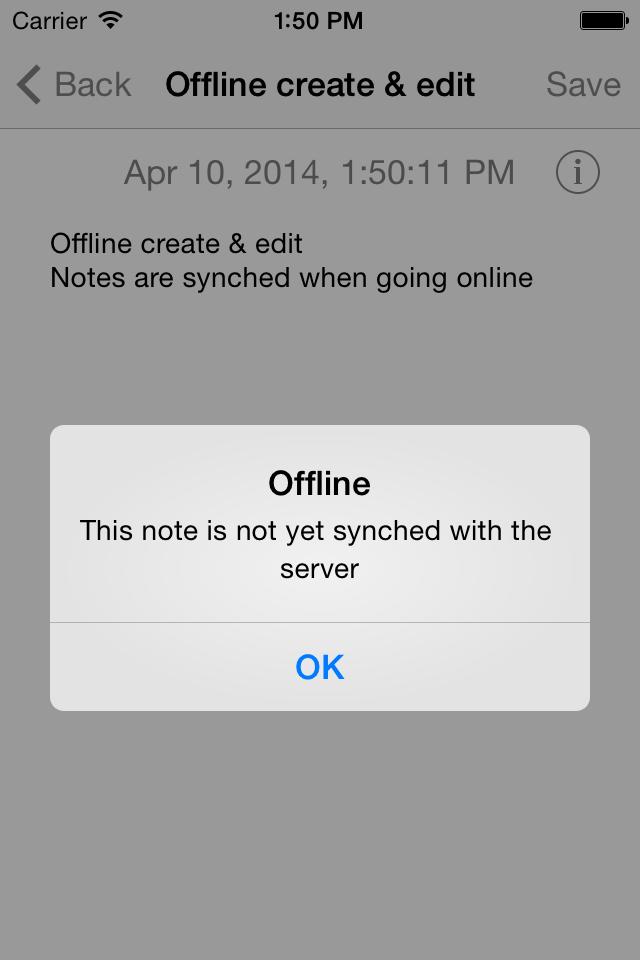 Carrier 1:50 PM
Back Offline create & edit Save
Apr 10, 2014, 1:50:11 PM i
Offline create & edit
Notes are synched when going online
Offline
This note is not yet synched with the
server
OK